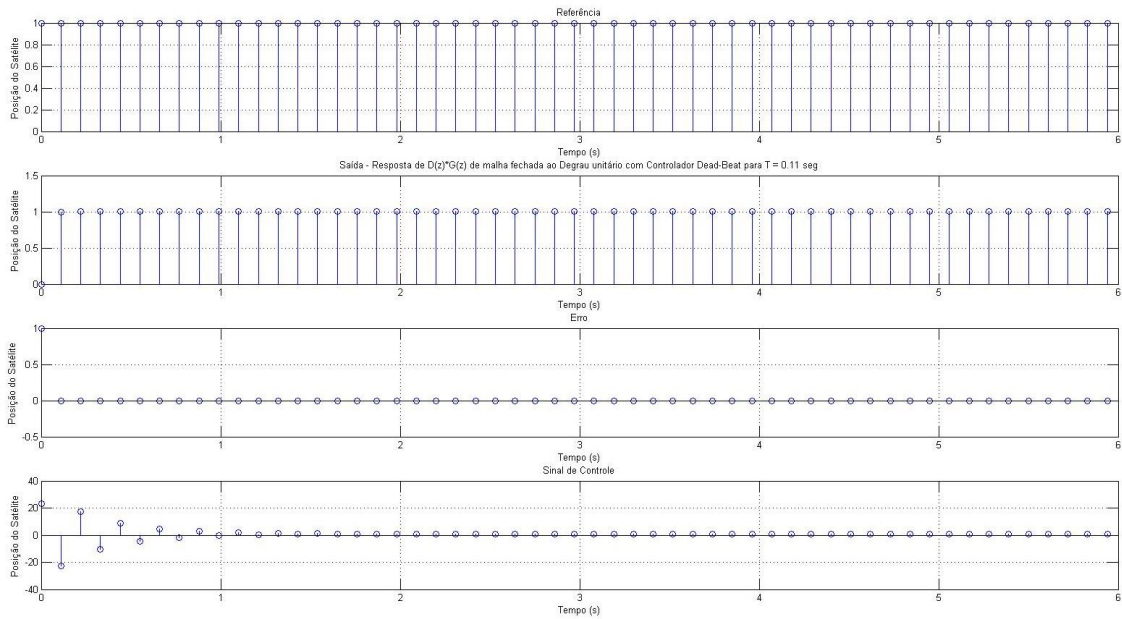 Referência
Posição do Satélite
1
0.8
0.6
0.4
0.2
0
0 1 2 3 4 5 6
Tempo (s)
Saída - Resposta de D(z)*G(z) de malha fechada ao Degrau unitário com Controlador Dead-Beat para T = 0.11 seg
Posição do Satélite
1.5
1
0.5
0
0 1 2 3 4 5 6
Tempo (s)
Erro
Posição do Satélite
1
0.5
0
-0.5
0 1 2 3 4 5 6
Tempo (s)
Sinal de Controle
Posição do Satélite
40
20
0
-20
-40
0 1 2 3 4 5 6
Tempo (s)